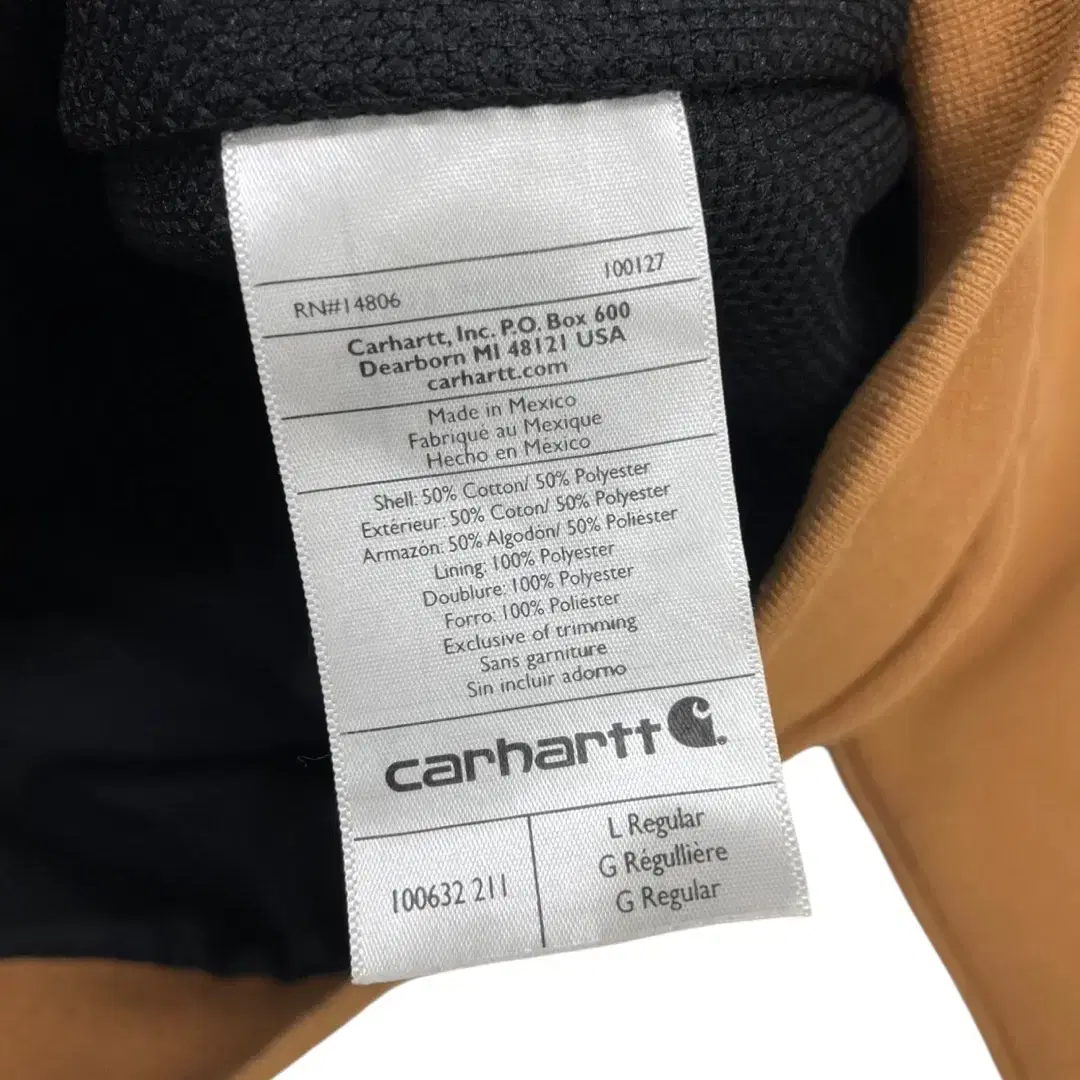 100127
RN#14806
Carhartt, Inc. P.O. Box 600
Dearborn MI 48121 USA
carhartt.com
Made in Mexico
Fabriqué au Mexique
Hecho en México
Shell: 50% Cotton/ 50% Polyester
Extérieur: 50% Coton/ 50% Polyester
Armazón: 50% Algodón/ 50% Poliéster
Lining: 100% Polyester
Doublure: 100% Polyester
Forro: 100% Poliéster
Exclusive of trimming
Sans garniture
Sin incluir adorno
carhartt
100632 211
L Regular
G Régullière
G Regular